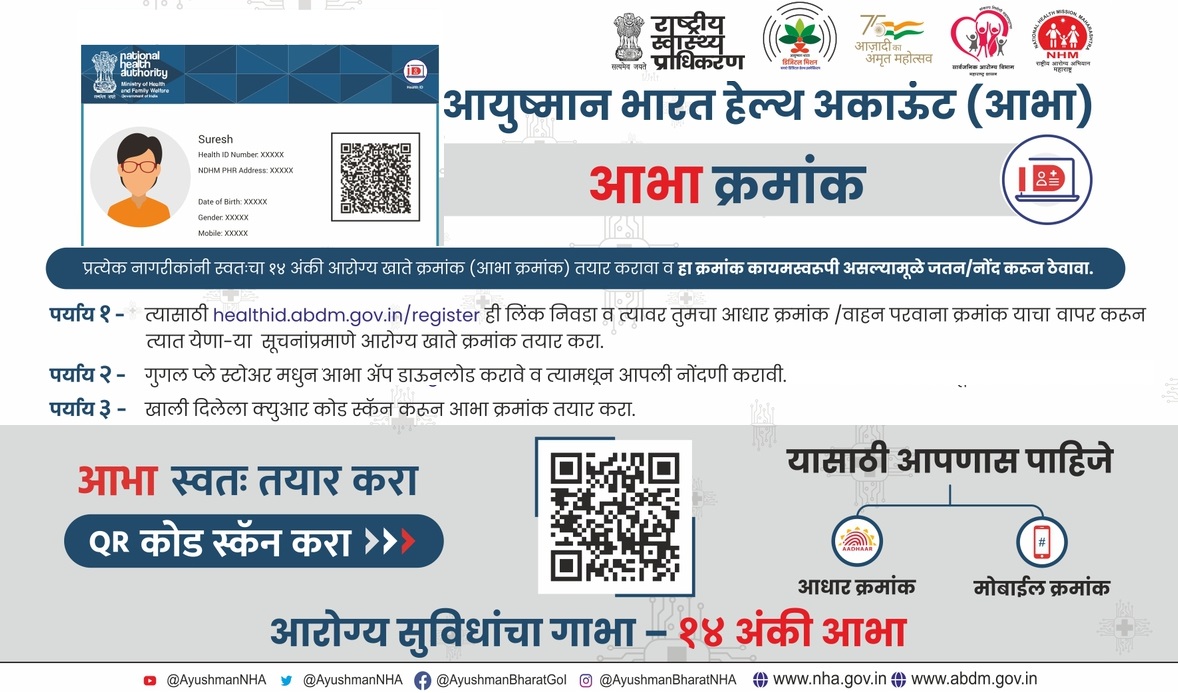 national
health
authority
Ministry of Health
and Family Welfare
Government of India
Health ID
सत्यमेव जयते
राष्ट्रीय
स्वास्थ्य
प्राधिकरण
डिजिटल मिशन
75
आज़ादी का
अमृत महोत्सव
सार्वजनिक आरोग्य विभाग
महाराष्ट्र शासन
NATIONAL HEALTH MISSION MAHARASHTRA
NHM
राष्ट्रीय आरोग्य अभियान
महाराष्ट्र
आयुष्मान भारत हेल्थ अकाऊंट (आभा)
Suresh
Health ID Number: XXXXX
NDHM PHR Address: XXXXX
Date of Birth: XXXXX
Gender: XXXXX
Mobile: XXXXX
आभा क्रमांक
प्रत्येक नागरीकांनी स्वतःचा १४ अंकी आरोग्य खाते क्रमांक (आभा क्रमांक) तयार करावा व हा क्रमांक कायमस्वरूपी असल्यामूळे जतन/नोंद करून ठेवावा.
पर्याय १ - त्यासाठी healthid.abdm.gov.in/register ही लिंक निवडा व त्यावर तुमचा आधार क्रमांक /वाहन परवाना क्रमांक याचा वापर करून
त्यात येणा-या सूचनांप्रमाणे आरोग्य खाते क्रमांक तयार करा.
पर्याय २ - गुगल प्ले स्टोअर मधुन आभा ॲप डाऊनलोड करावे व त्यामधून आपली नोंदणी करावी.
पर्याय ३ - खाली दिलेला क्युआर कोड स्कॅन करून आभा क्रमांक तयार करा.
आभा स्वतः तयार करा
QR कोड स्कॅन करा
यासाठी आपणास पाहिजे
AADHAAR
#
आधार क्रमांक
मोबाईल क्रमांक
आरोग्य सुविधांचा गाभा – १४ अंकी आभा
@AyushmanNHA @AyushmanNHA @AyushmanBharatGoI @AyushmanBharatNHA www.nha.gov.in www.abdm.gov.in